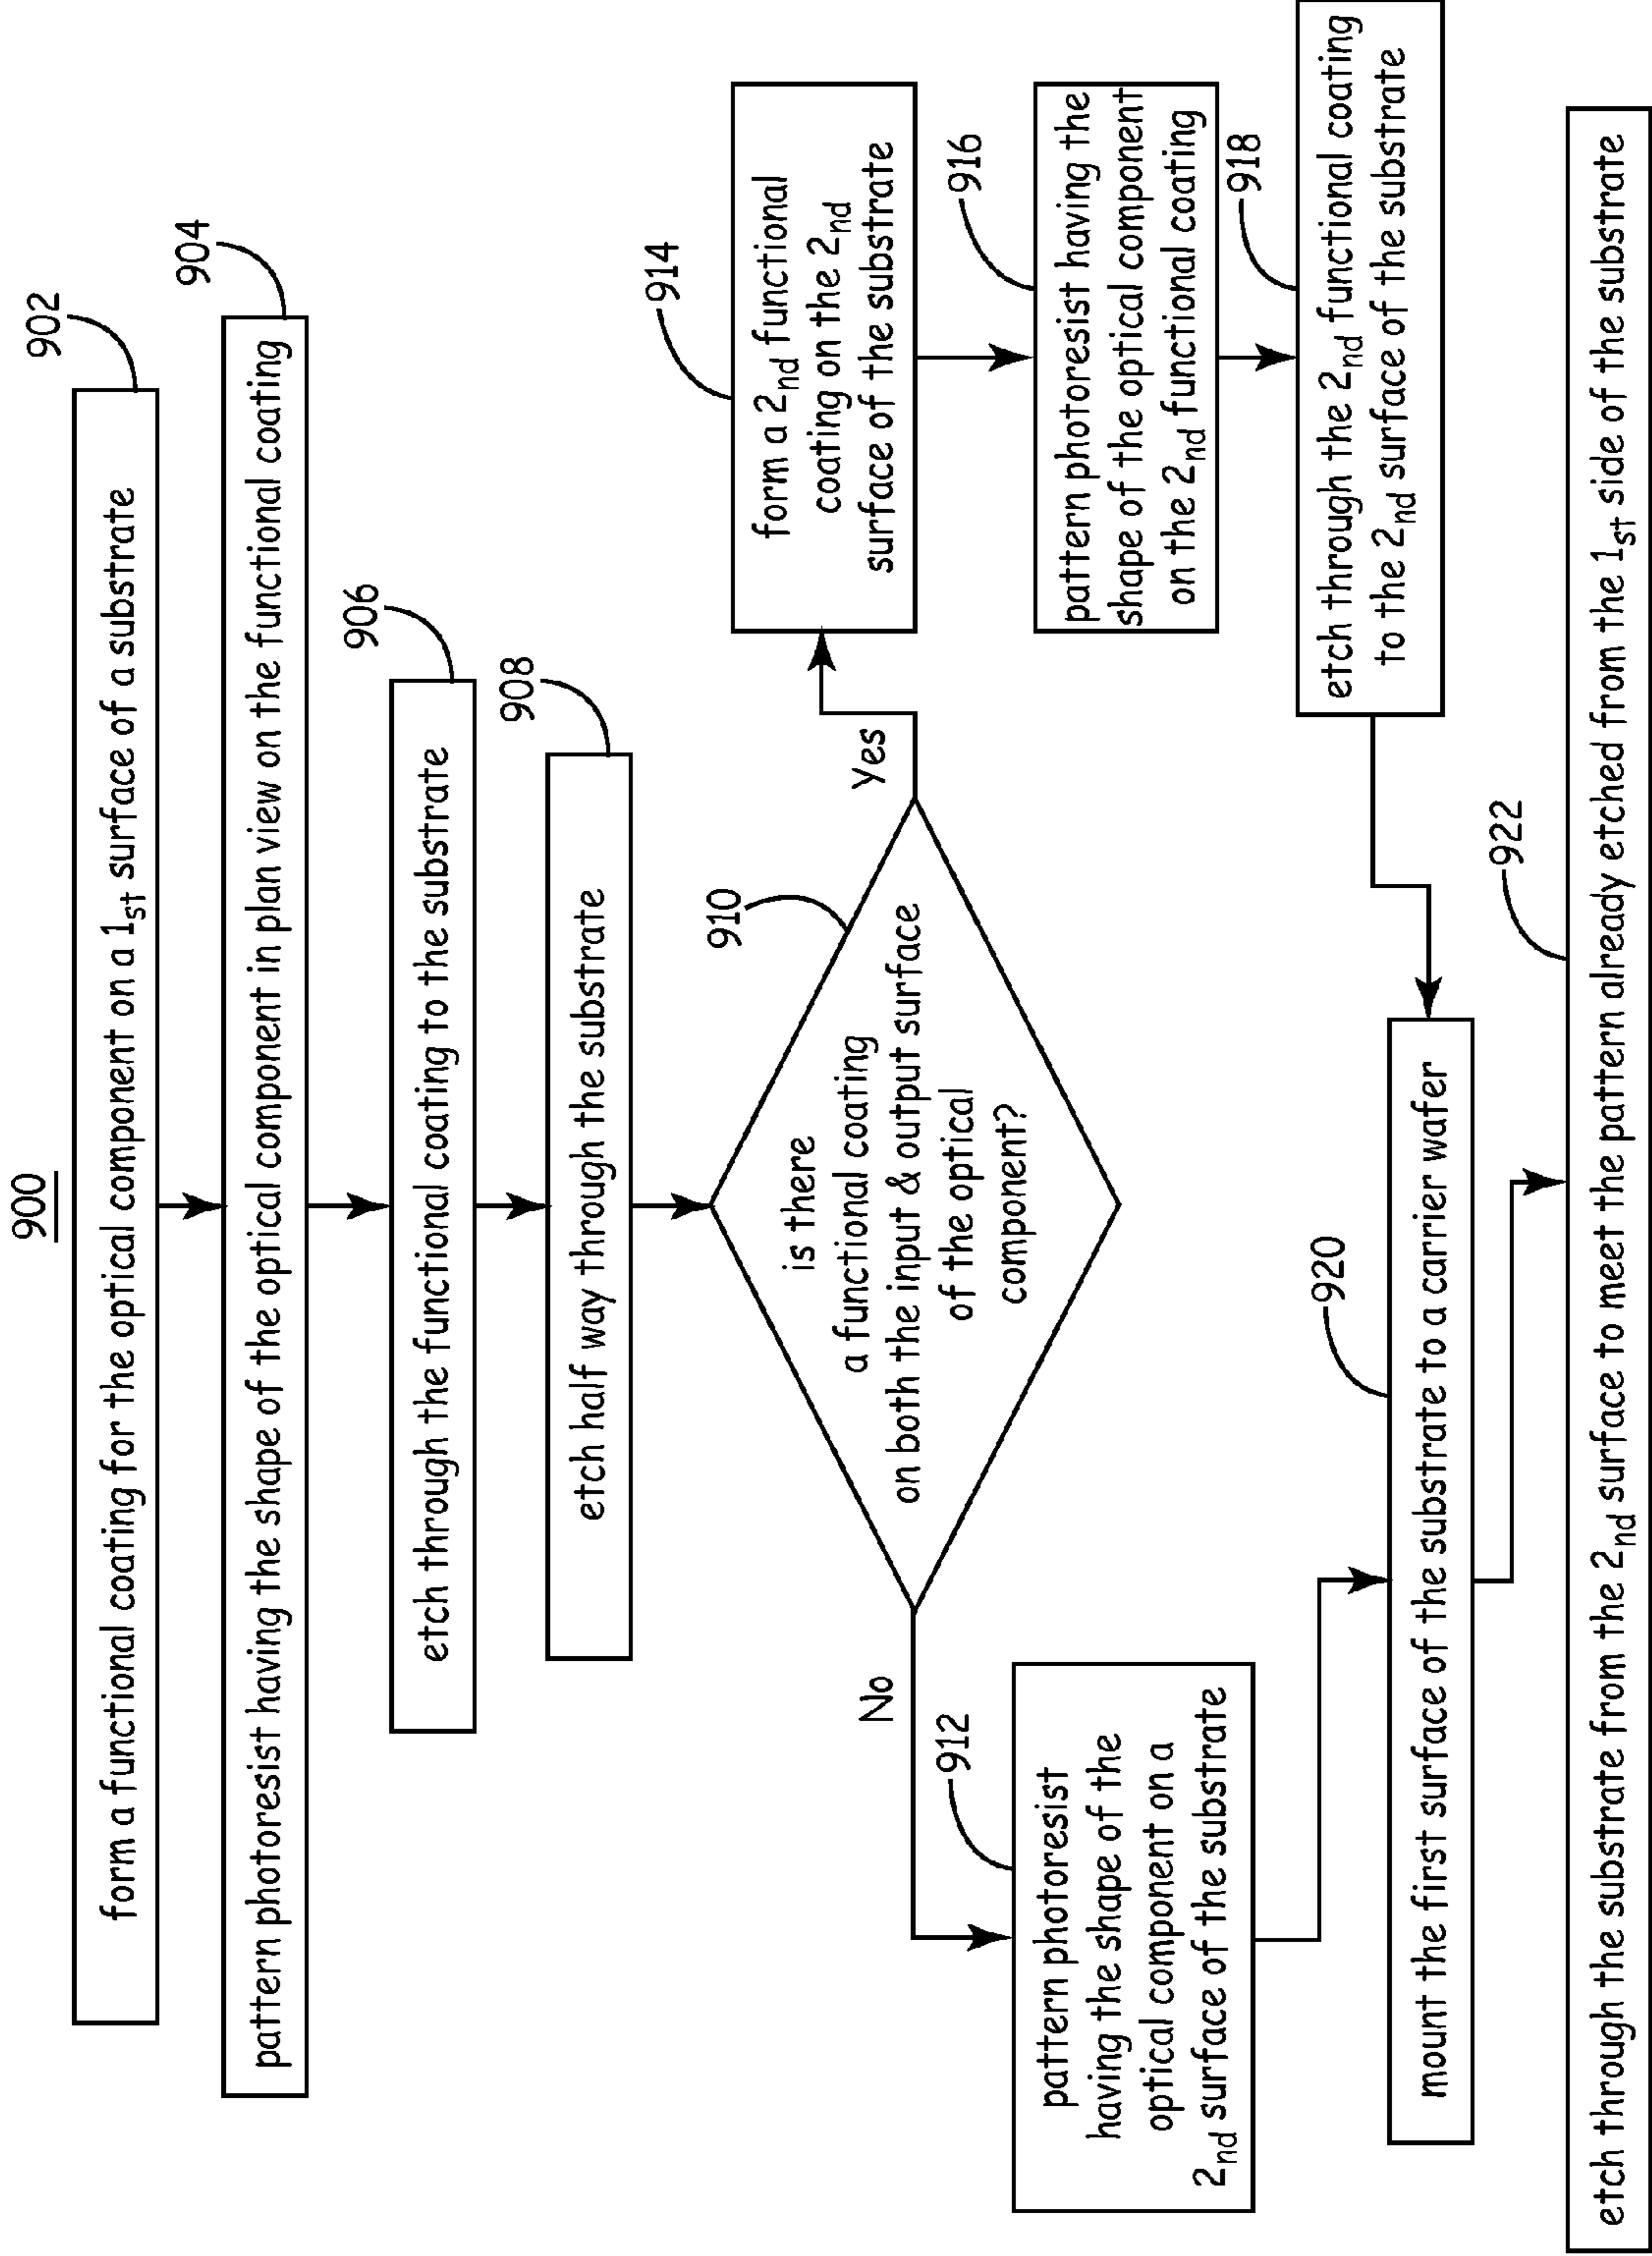 900
902
form a functional coating for the optical component on a 1st surface of a substrate
904
pattern photoresist having the shape of the optical component in plan view on the functional coating
906
etch through the functional coating to the substrate
908
etch half way through the substrate
910
is there
a functional coating
on both the input & output surface
of the optical
component?
No
Yes
912
pattern photoresist
having the shape of the
optical component on a
2nd surface of the substrate
914
form a 2nd functional
coating on the 2nd
surface of the substrate
916
pattern photoresist having the
shape of the optical component
on the 2nd functional coating
918
etch through the 2nd functional coating
to the 2nd surface of the substrate
920
mount the first surface of the substrate to a carrier wafer
922
etch through the substrate from the 2nd surface to meet the pattern already etched from the 1st side of the substrate